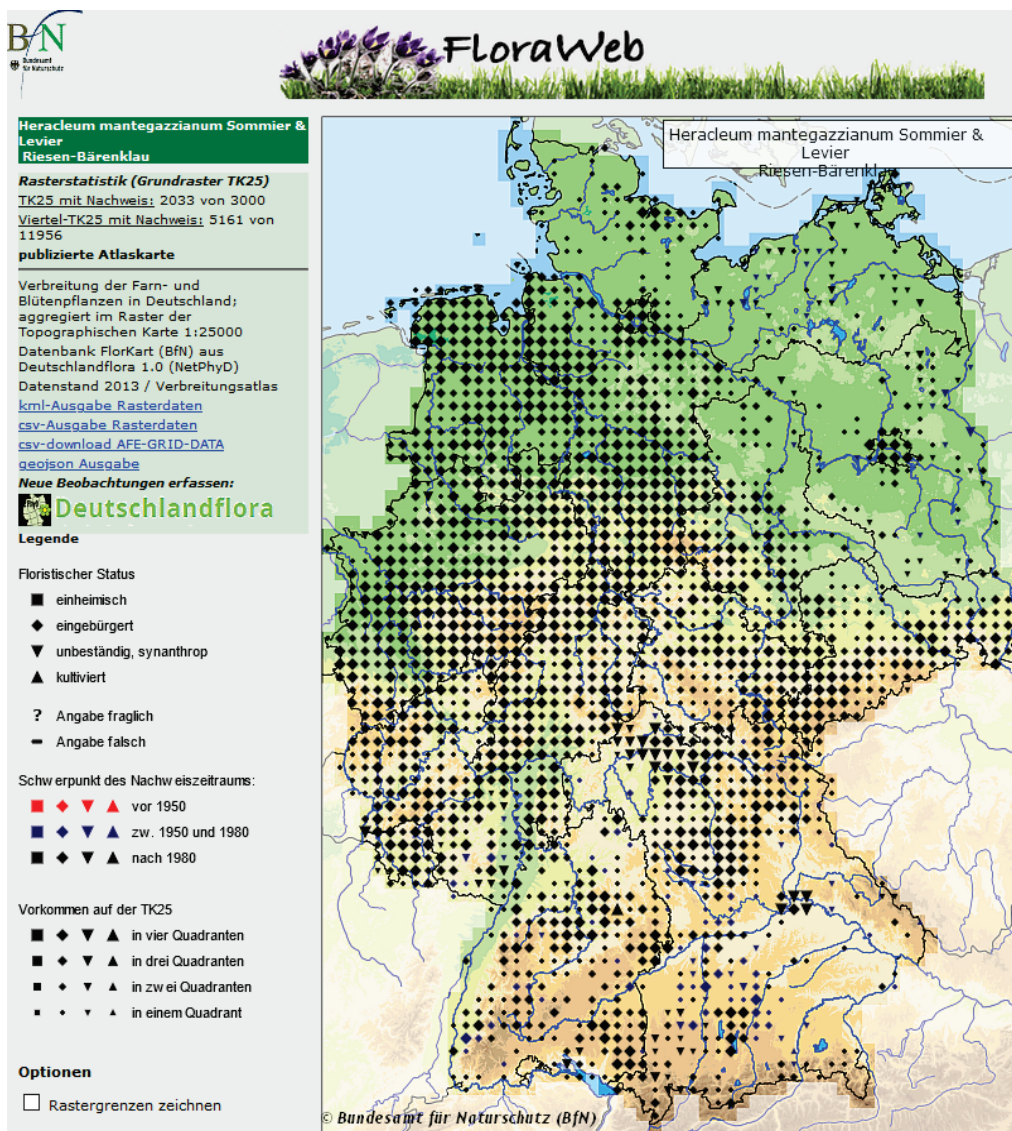 BfN
Bundesamt
für Naturschutz
FloraWeb
Heracleum mantegazzianum Sommier &
Levier
Riesen-Bärenklau
Rasterstatistik (Grundraster TK25)
TK25 mit Nachweis: 2033 von 3000
Viertel-TK25 mit Nachweis: 5161 von
11956
publizierte Atlaskarte
Verbreitung der Farn- und
Blütenpflanzen in Deutschland;
aggregiert im Raster der
Topographischen Karte 1:25000
Datenbank FlorKart (BfN) aus
Deutschlandflora 1.0 (NetPhyD)
Datenstand 2013 / Verbreitungsatlas
kml-Ausgabe Rasterdaten
csv-Ausgabe Rasterdaten
csv-download AFE-GRID-DATA
geojson Ausgabe
Neue Beobachtungen erfassen:
Deutschlandflora
Legende
Floristischer Status
einheimisch
eingebürgert
unbeständig, synanthrop
kultiviert
? Angabe fraglich
Angabe falsch
Schwerpunkt des Nachweiszeitraums:
vor 1950
zw. 1950 und 1980
nach 1980
Vorkommen auf der TK25
in vier Quadranten
in drei Quadranten
in zwei Quadranten
in einem Quadrant
Optionen
Rastergrenzen zeichnen
Heracleum mantegazzianum Sommier &
Levier
Riesen-Bärenklau
© Bundesamt für Naturschutz (BfN)